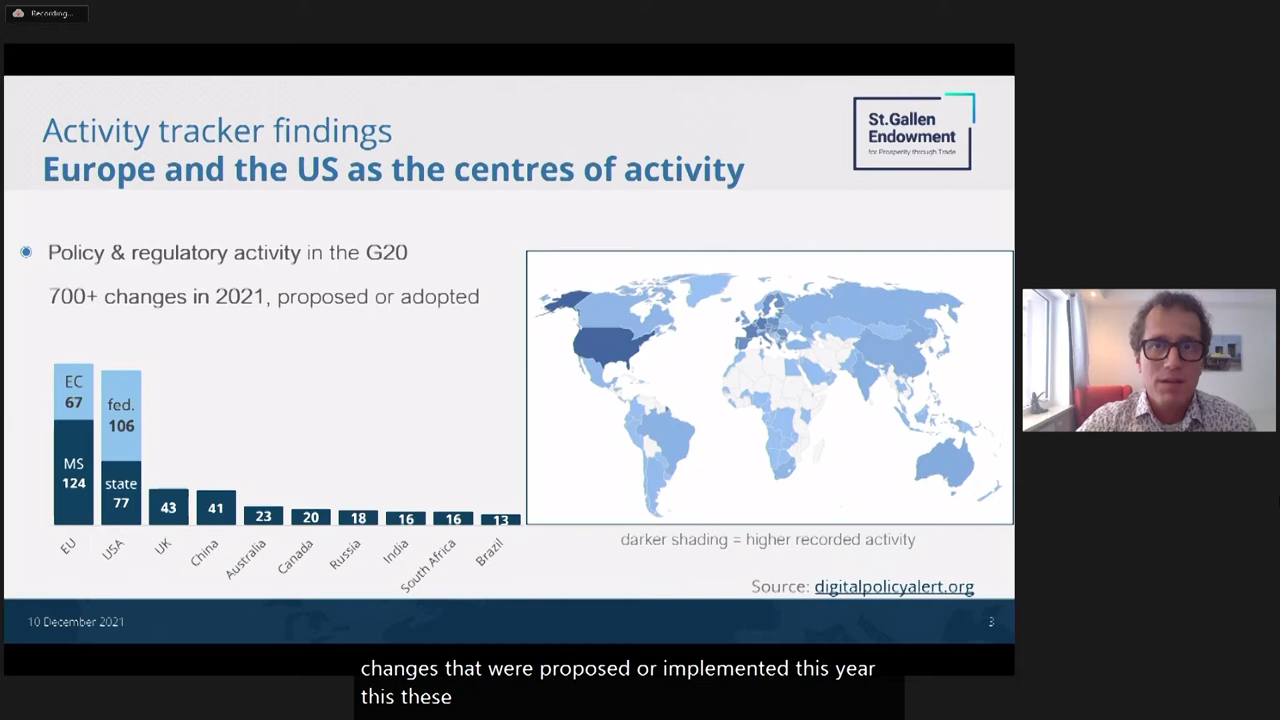 Recording...
Activity tracker findings
Europe and the US as the centres of activity
St.Gallen
Endowment
for Prosperity through Trade
Policy & regulatory activity in the G20
700+ changes in 2021, proposed or adopted
EC
67
MS
124
fed.
106
state
77
43
41
23
20
18
16
16
13
EU
USA
UK
China
Australia
Canada
Russia
India
South Africa
Brazil
darker shading = higher recorded activity
Source: digitalpolicyalert.org
10 December 2021
3
changes that were proposed or implemented this year
this these